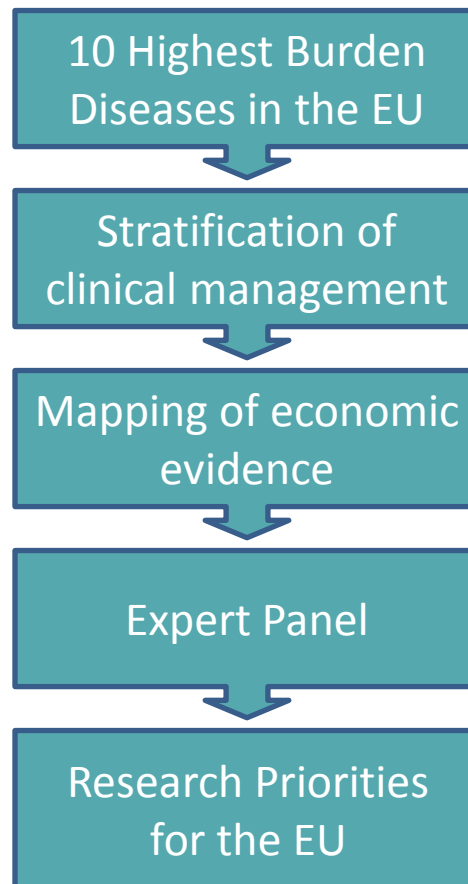 10 Highest Burden
Diseases in the EU
Stratification of
clinical management
Mapping of economic
evidence
Expert Panel
Research Priorities
for the EU